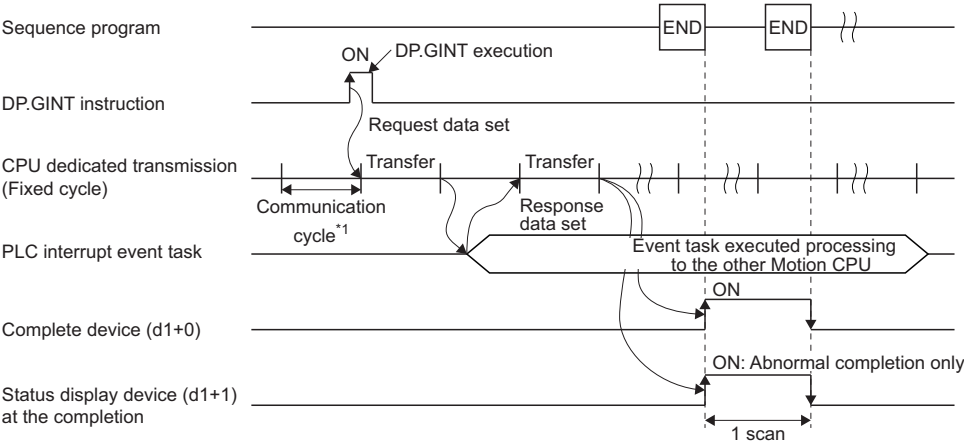 Sequence program
END
END
ON
DP.GINT execution
DP.GINT instruction
Request data set
CPU dedicated transmission
(Fixed cycle)
Transfer
Transfer
Communication
cycle*1
Response
data set
PLC interrupt event task
Event task executed processing
to the other Motion CPU
ON
Complete device (d1+0)
ON: Abnormal completion only
Status display device (d1+1)
at the completion
1 scan